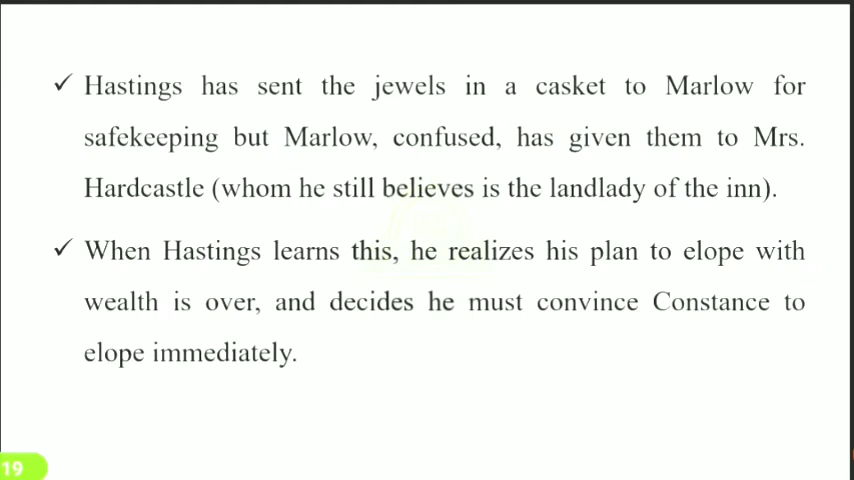 ✓ Hastings has sent the jewels in a casket to Marlow for
safekeeping but Marlow, confused, has given them to Mrs.
Hardcastle (whom he still believes is the landlady of the inn).
✓ When Hastings learns this, he realizes his plan to elope with
wealth is over, and decides he must convince Constance to
elope immediately.
19